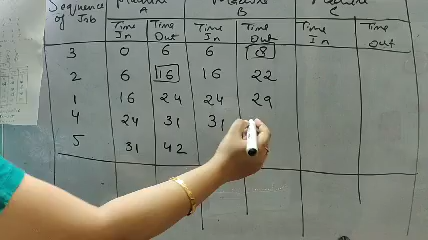 Sequence of Job Machine A Machine B Machine C
Time In Time Out Time In Time Out Time In Time Out
3 0 6 6 8
2 6 16 16 22
1 16 24 24 29
4 24 31 31
5 31 42